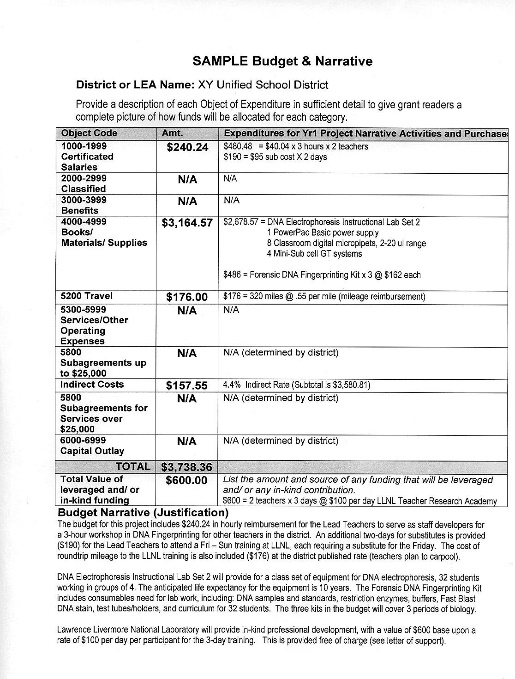 SAMPLE Budget & Narrative
District or LEA Name: XY Unified School District
Provide a description of each Object of Expenditure in sufficient detail to give grant readers a
complete picture of how funds will be allocated for each category.
Object Code Amt. Expenditures for Yr1 Project Narrative Activities and Purchase
1000-1999 Certificated Salaries $240.24 $480.48 = $40.04 x 3 hours x 2 teachers
$190 = $95 sub cost X 2 days
2000-2999 Classified N/A N/A
3000-3999 Benefits N/A N/A
4000-4999 Books/ Materials/ Supplies $3,164.57 $2,678.57 = DNA Electrophoresis Instructional Lab Set 2
1 PowerPac Basic power supply
8 Classroom digital micropipets, 2-20 ul range
4 Mini-Sub cell GT systems
$486 = Forensic DNA Fingerprinting Kit x 3 @ $162 each
5200 Travel $176.00 $176 = 320 miles @ .55 per mile (mileage reimbursement)
5300-5999 Services/Other Operating Expenses N/A N/A
5800 Subagreements up to $25,000 N/A N/A (determined by district)
Indirect Costs $157.55 4.4% Indirect Rate (Subtotal is $3,580.81)
5800 Subagreements for Services over $25,000 N/A N/A (determined by district)
6000-6999 Capital Outlay N/A N/A (determined by district)
TOTAL $3,738.36
Total Value of leveraged and/ or in-kind funding $600.00 List the amount and source of any funding that will be leveraged
and/ or any in-kind contribution.
$600 = 2 teachers x 3 days @ $100 per day LLNL Teacher Research Academy
Budget Narrative (Justification)
The budget for this project includes $240.24 in hourly reimbursement for the Lead Teachers to serve as staff developers for
a 3-hour workshop in DNA Fingerprinting for other teachers in the district. An additional two-days for substitutes is provided
($190) for the Lead Teachers to attend a Fri – Sun training at LLNL, each requiring a substitute for the Friday. The cost of
roundtrip mileage to the LLNL training is also included ($176) at the district published rate (teachers plan to carpool).
DNA Electrophoresis Instructional Lab Set 2 will provide for a class set of equipment for DNA electrophoresis, 32 students
working in groups of 4. The anticipated life expectancy for the equipment is 10 years. The Forensic DNA Fingerprinting Kit
includes consumables need for lab work, including: DNA samples and standards, restriction enzymes, buffers, Fast Blast
DNA stain, test tubes/holders, and curriculum for 32 students. The three kits in the budget will cover 3 periods of biology.
Lawrence Livermore National Laboratory will provide in-kind professional development, with a value of $600 base upon a
rate of $100 per day per participant for the 3-day training. This is provided free of charge (see letter of support).